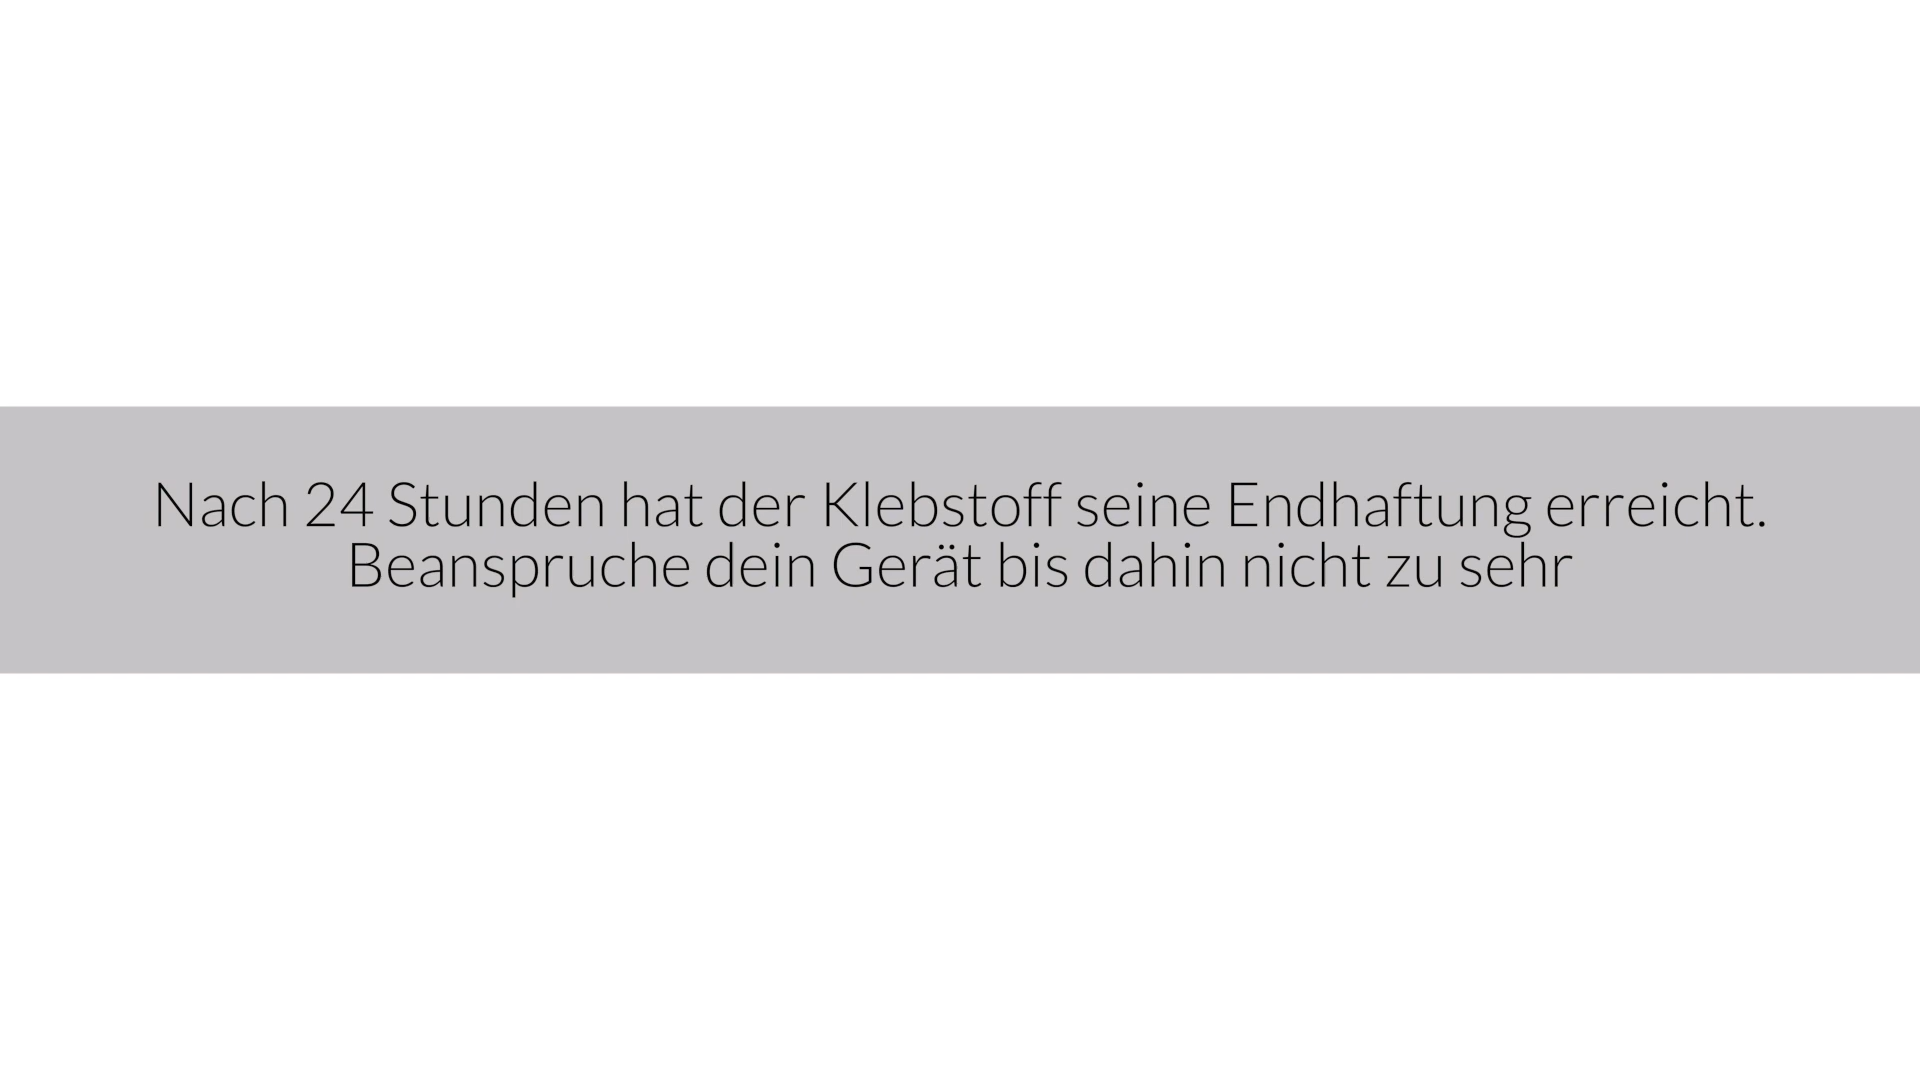 Nach 24 Stunden hat der Klebstoff seine Endhaftung erreicht.
Beanspruche dein Gerät bis dahin nicht zu sehr